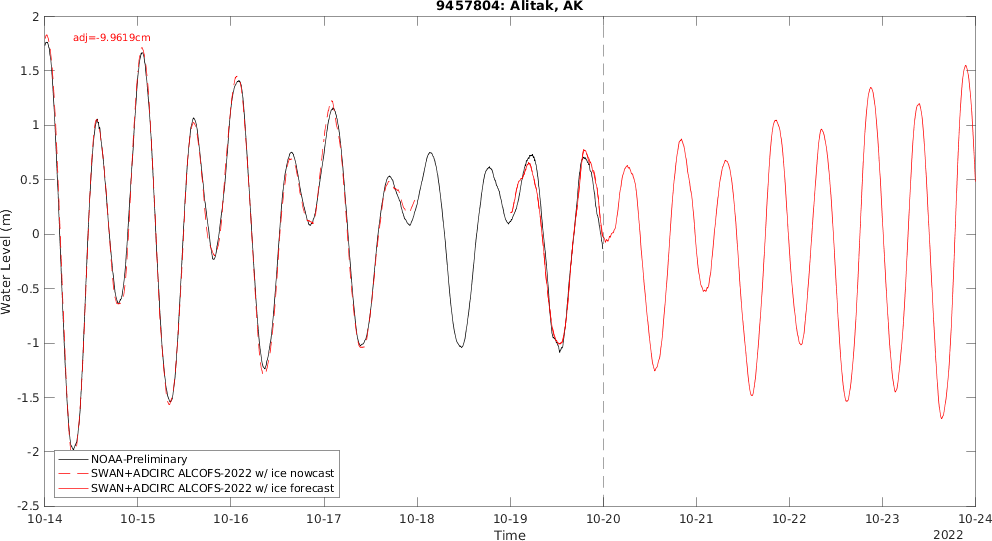 9457804: Alitak, AK
adj=-9.9619cm
2
1.5
1
0.5
0
-0.5
-1
-1.5
-2
-2.5
Water Level (m)
NOAA-Preliminary
SWAN+ADCIRC ALCOFS-2022 w/ ice nowcast
SWAN+ADCIRC ALCOFS-2022 w/ ice forecast
10-14 10-15 10-16 10-17 10-18 10-19 10-20 10-21 10-22 10-23 10-24
Time
2022